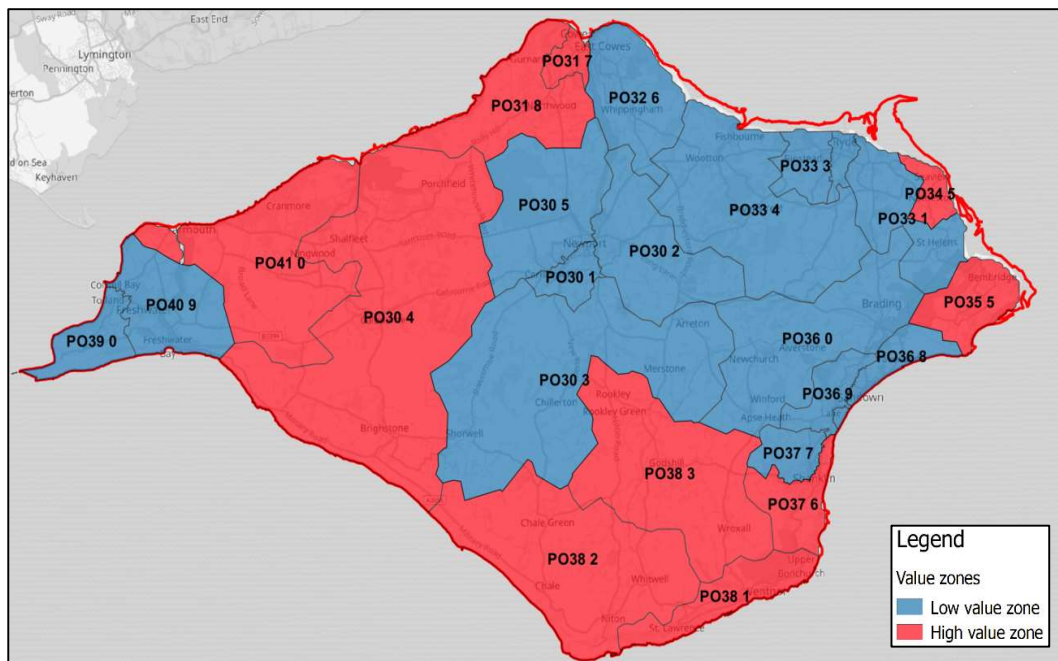 East End
Lymington
Pennington
Keyhaven
East Cowes
PO31 7
PO32 6
Whippingham
PO31 8
Fishbourne
PO33 3
Wootton
PO34 5
Porchfield
PO33 1
PO30 5
PO33 4
Cranmore
St Helens
Shalfleet
Newport
PO30 2
PO41 0
Bembridge
PO30 1
PO35 5
PO40 9
Brading
Freshwater
PO30 4
Arreton
PO36 0
PO39 0
Freshwater
Bay
Newchurch
PO36 8
Merstone
PO30 3
PO36 9
Chillerton
Rookley
Winford
Rookley Green
Apse Heath
Brighstone
Shorwell
PO37 7
Godshill
PO38 3
PO37 6
Chale Green
Wroxall
PO38 2
Upper
Bonchurch
Whitwell
Chale
PO38 1
Niton
St. Lawrence
Legend
Value zones
Low value zone
High value zone